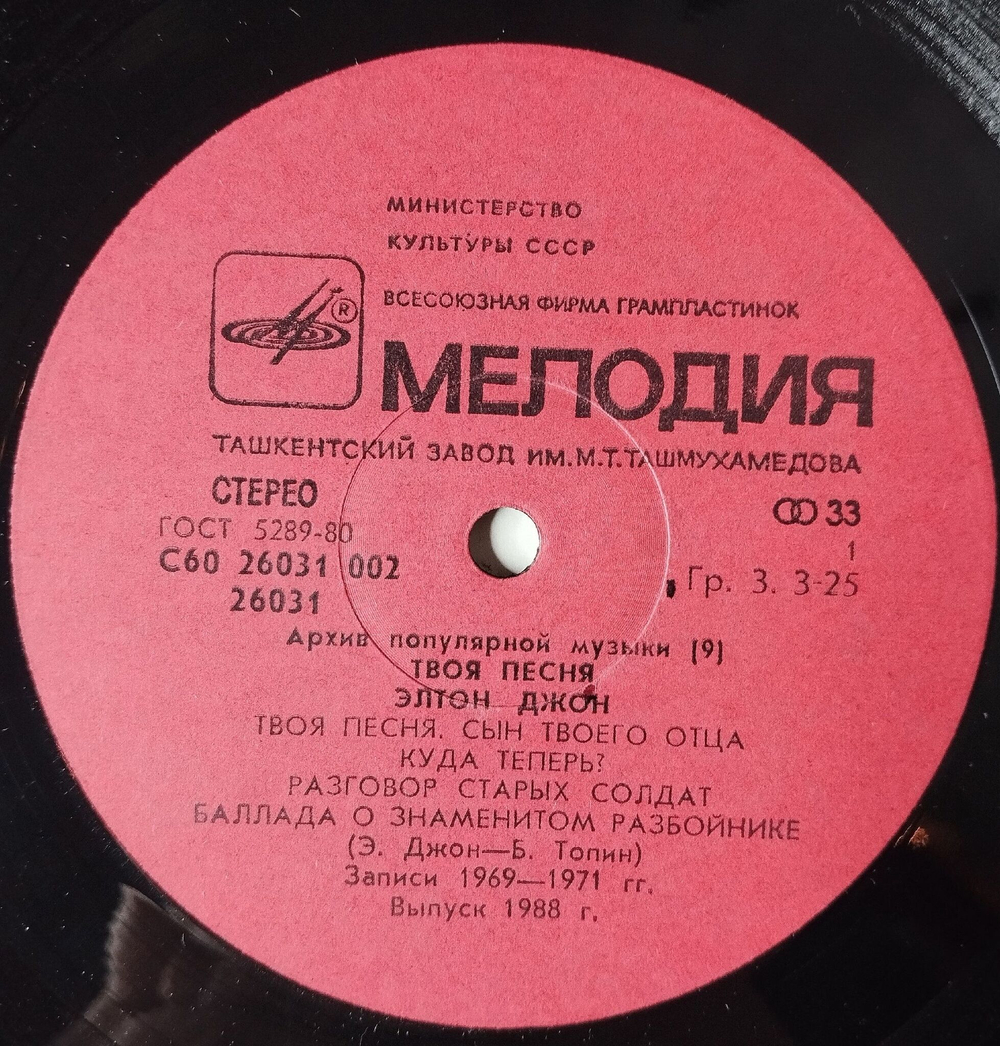 МИНИСТЕРСТВО
КУЛЬТУРЫ СССР
ВСЕСОЮЗНАЯ ФИРМА ГРАМПЛАСТИНОК
®
МЕЛОДИЯ
ТАШКЕНТСКИЙ ЗАВОД ИМ.М.Т.ТАШМУХАМЕДОВА
СТЕРЕО
33
ГОСТ 5289-80
1
С60 26031 002
Гр. 3. 3-25
26031
Архив популярной музыки (9)
ТВОЯ ПЕСНЯ
ЭЛТОН ДЖОН
ТВОЯ ПЕСНЯ. СЫН ТВОЕГО ОТЦА
КУДА ТЕПЕРЬ?
РАЗГОВОР СТАРЫХ СОЛДАТ
БАЛЛАДА О ЗНАМЕНИТОМ РАЗБОЙНИКЕ
(Э. Джон—Б. Топин)
Записи 1969—1971 гг.
Выпуск 1988 г.